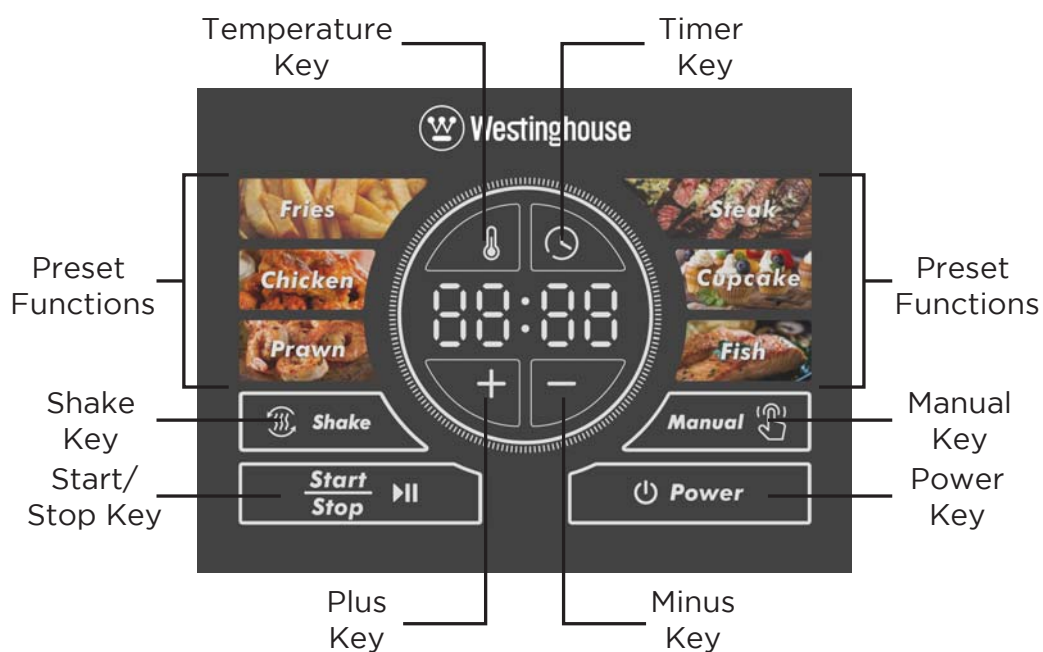 Temperature
Key
Timer
Key
Westinghouse
Preset
Functions
Fries
Chicken
Prawn
88:88
Steak
Cupcake
Fish
Preset
Functions
+
−
Shake
Key
Shake
Manual
Manual
Key
Start/
Stop Key
Start
Stop
Power
Power
Key
Plus
Key
Minus
Key